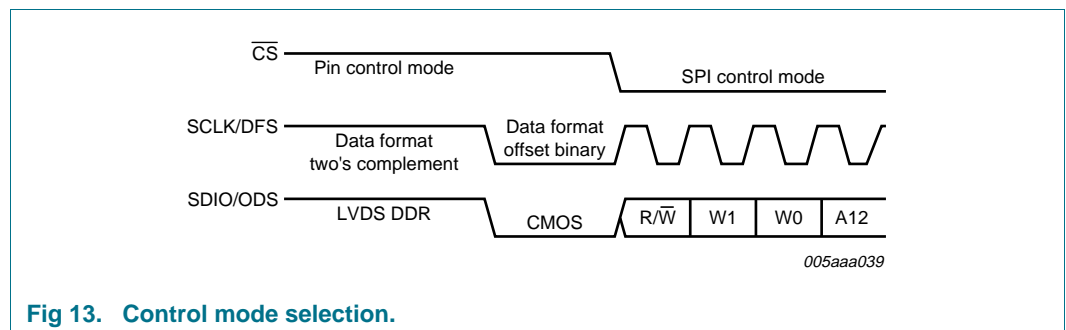 C̅S̅
Pin control mode
SPI control mode
SCLK/DFS
Data format
two's complement
Data format
offset binary
SDIO/ODS
LVDS DDR
CMOS
R/W̅
W1
W0
A12
005aaa039
Fig 13. Control mode selection.